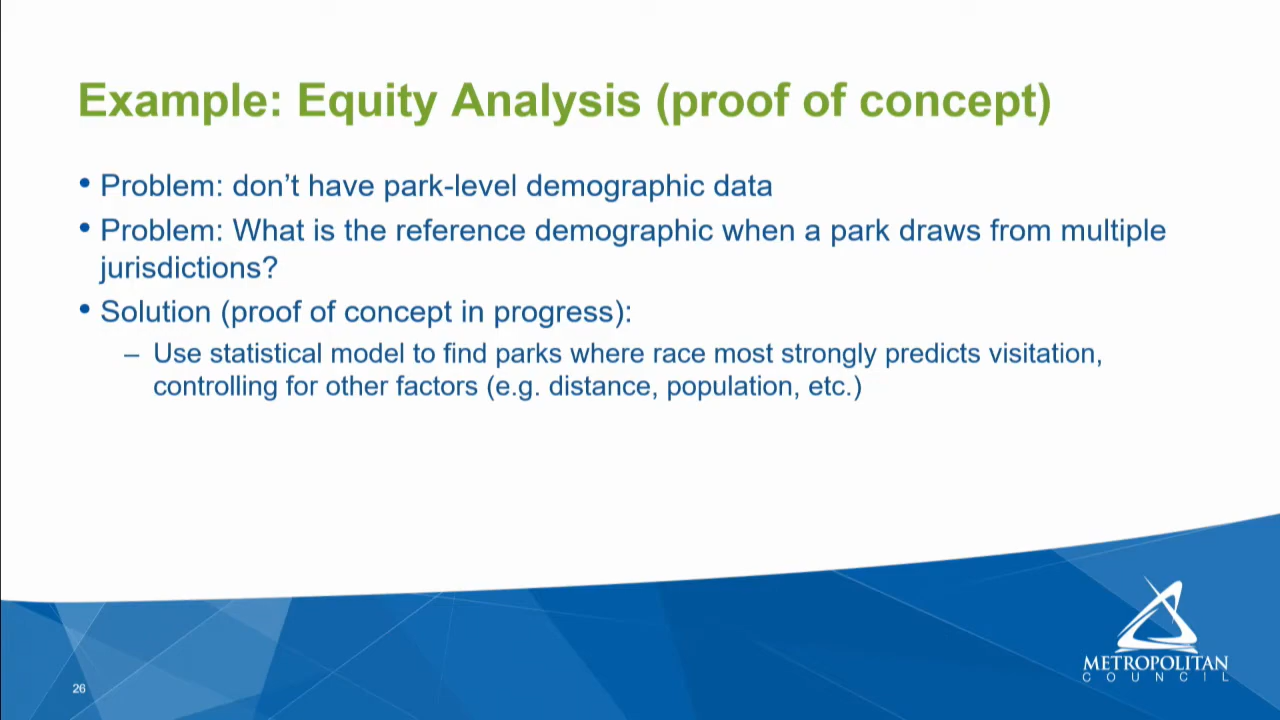 Example: Equity Analysis (proof of concept)
• Problem: don’t have park-level demographic data
• Problem: What is the reference demographic when a park draws from multiple
jurisdictions?
• Solution (proof of concept in progress):
– Use statistical model to find parks where race most strongly predicts visitation,
controlling for other factors (e.g. distance, population, etc.)
METROPOLITAN
COUNCIL
26